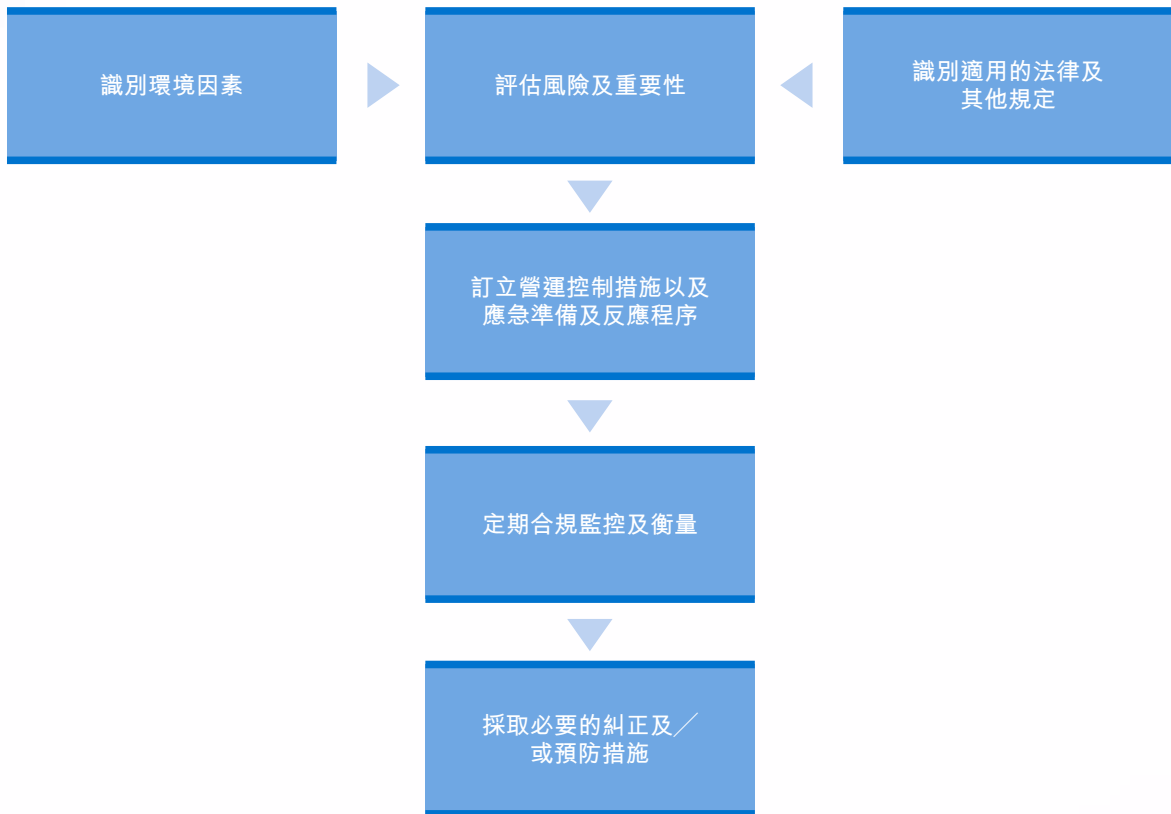 識別環境因素
評估風險及重要性
識別適用的法律及
其他規定
訂立營運控制措施以及
應急準備及反應程序
定期合規監控及衡量
採取必要的糾正及╱
或預防措施